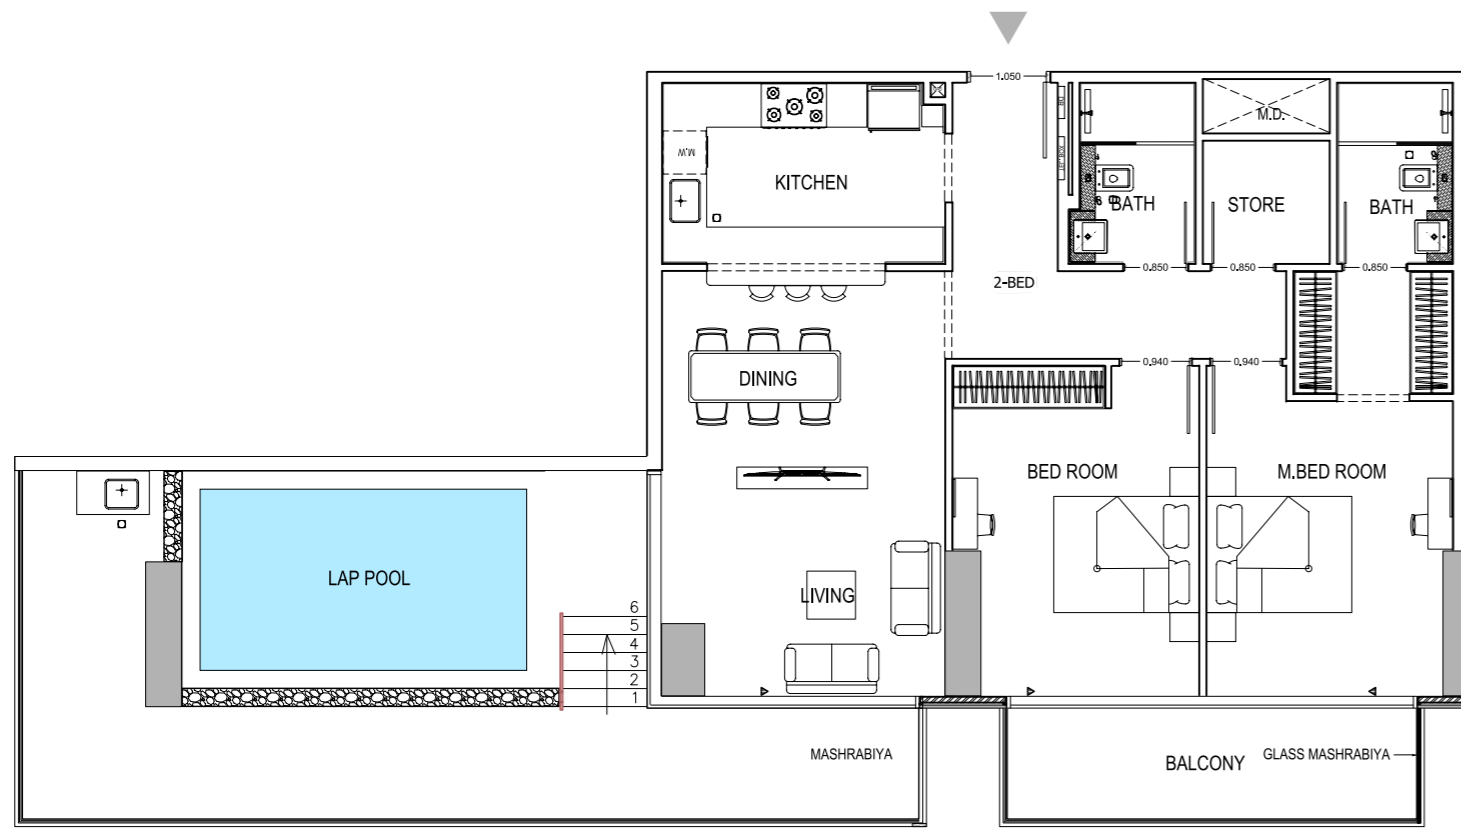 1.050
M.D.
M.W
KITCHEN
BATH
STORE
BATH
0.850
0.850
0.850
2-BED
0.940
0.940
DINING
BED ROOM
M.BED ROOM
LAP POOL
LIVING
6
5
4
3
2
1
MASHRABIYA
BALCONY
GLASS MASHRABIYA